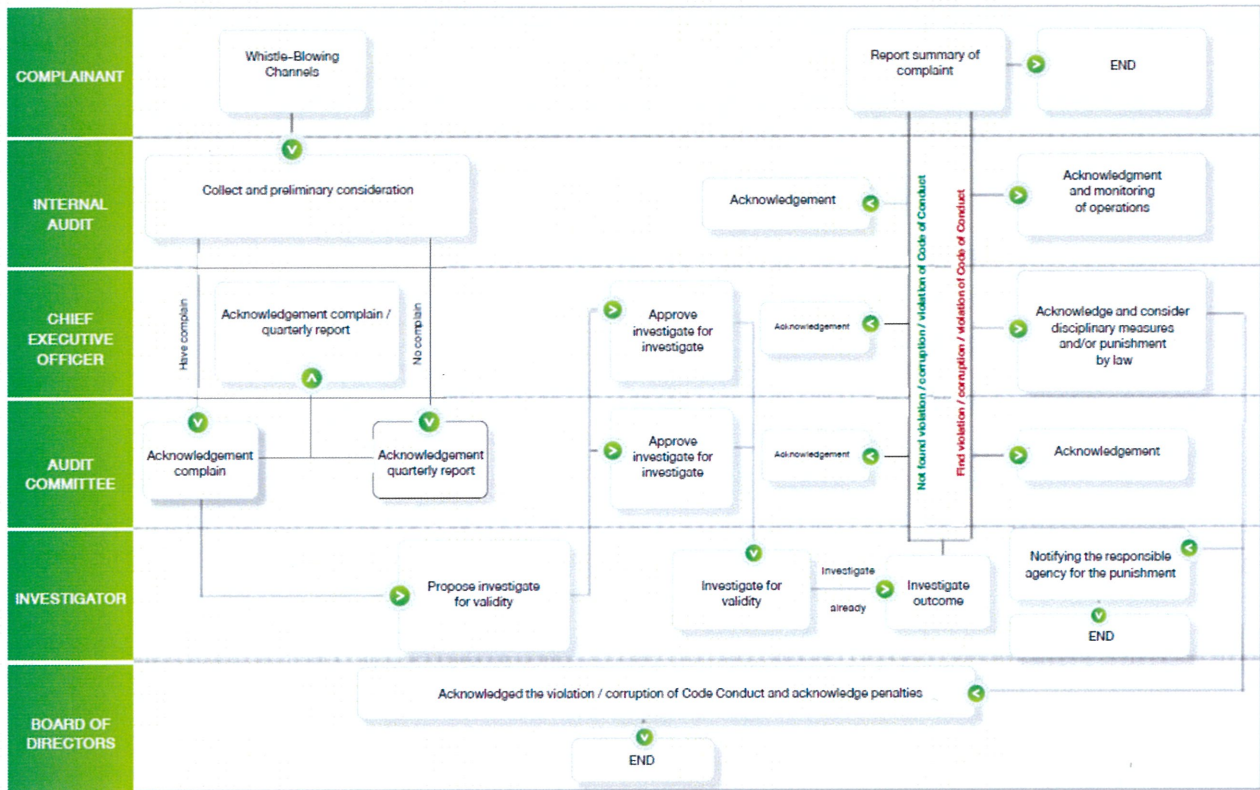 COMPLAINANT
Whistle-Blowing
Channels
Report summary of
complaint
END
INTERNAL
AUDIT
Collect and preliminary consideration
Acknowledgement
Acknowledgment
and monitoring
of operations
Not found violation / corruption / violation of Code of Conduct
Find violation / corruption / violation of Code of Conduct
CHIEF
EXECUTIVE
OFFICER
Have complain
Acknowledgement complain /
quarterly report
No complain
Approve
investigate for
investigate
Acknowledgement
Acknowledge and consider
disciplinary measures
and/or punishment
by law
AUDIT
COMMITTEE
Acknowledgement
complain
Acknowledgement
quarterly report
Approve
investigate for
investigate
Acknowledgement
Acknowledgement
INVESTIGATOR
Propose investigate
for validity
Investigate for
validity
Investigate
already
Investigate
outcome
Notifying the responsible
agency for the punishment
END
BOARD OF
DIRECTORS
Acknowledged the violation / corruption of Code Conduct and acknowledge penalties
END